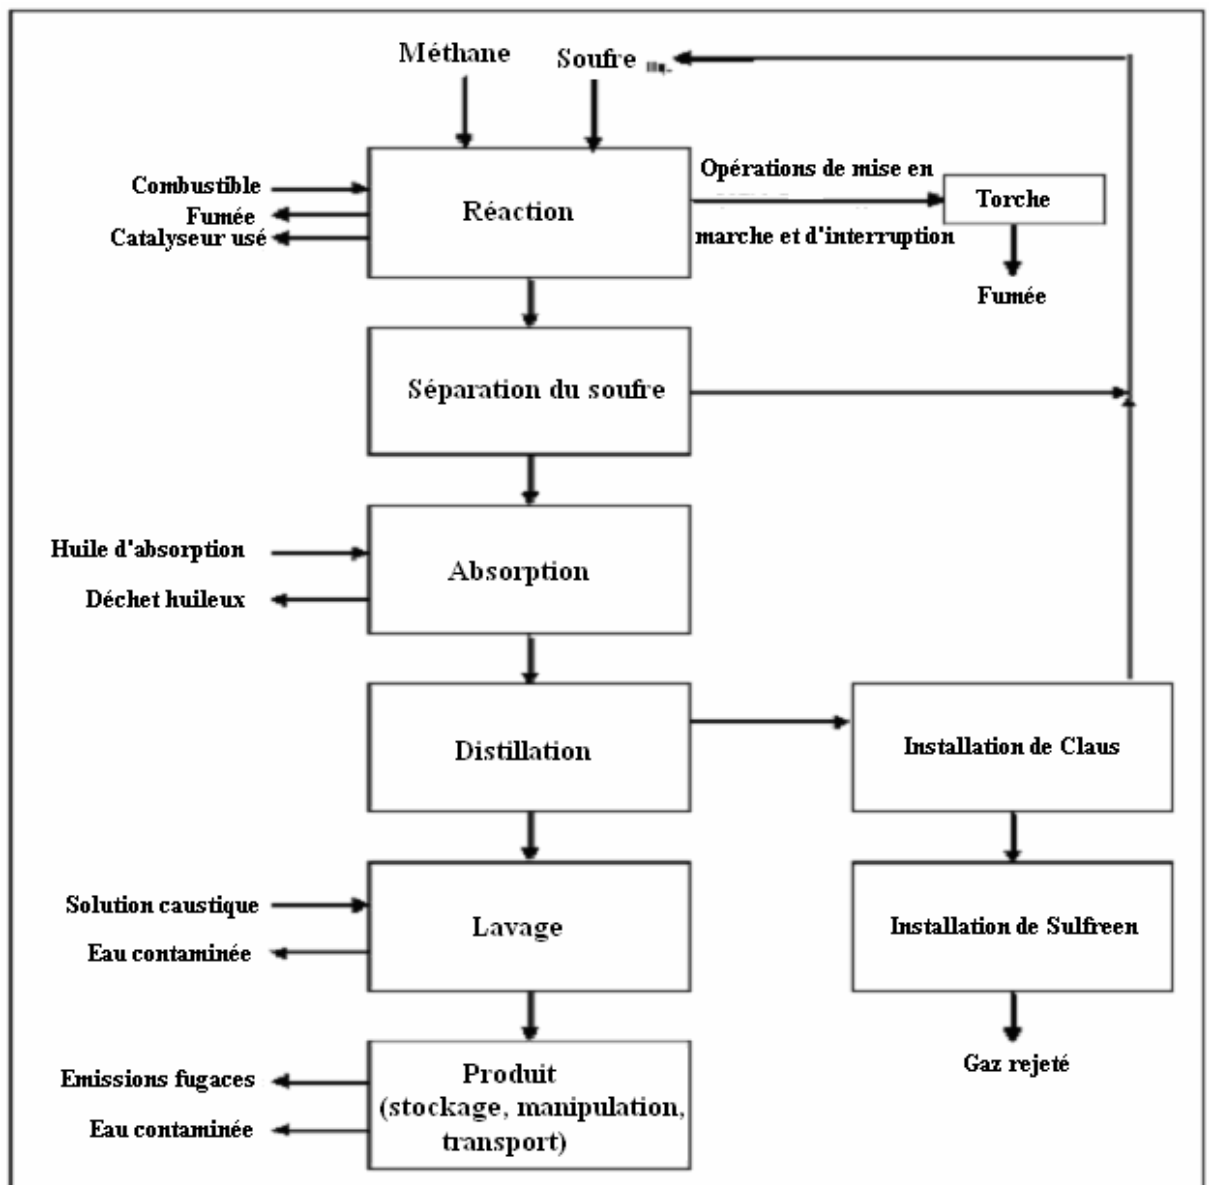 Méthane
Soufre
Combustible
Fumée
Catalyseur usé
Réaction
Opérations de mise en
marche et d'interruption
Torche
Fumée
Séparation du soufre
Huile d'absorption
Déchet huileux
Absorption
Distillation
Installation de Claus
Solution caustique
Eau contaminée
Lavage
Installation de Sulfreen
Gaz rejeté
Emissions fugaces
Eau contaminée
Produit
(stockage, manipulation,
transport)